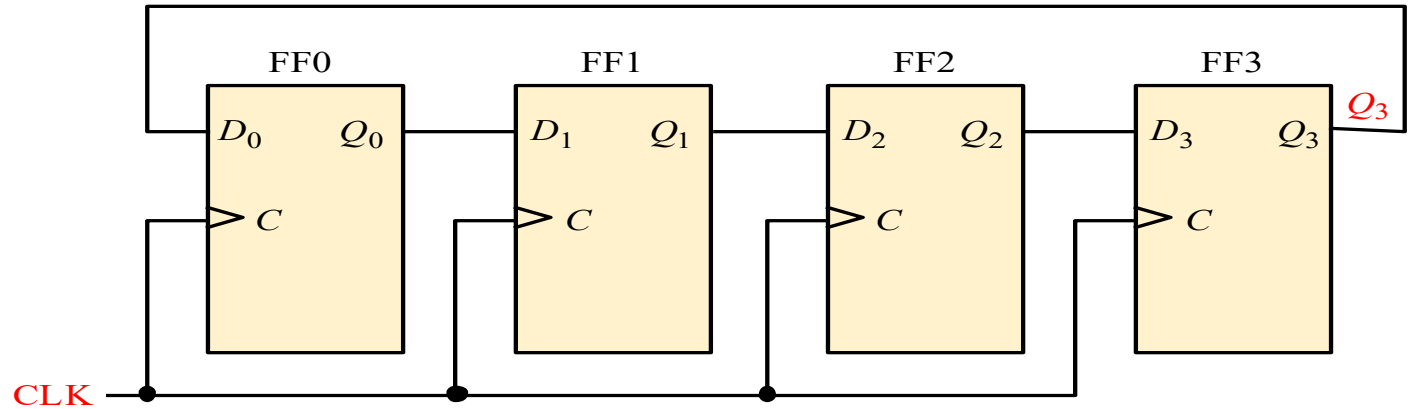 FF0 FF1 FF2 FF3
Q3
D0 Q0 D1 Q1 D2 Q2 D3 Q3
C C C C
CLK